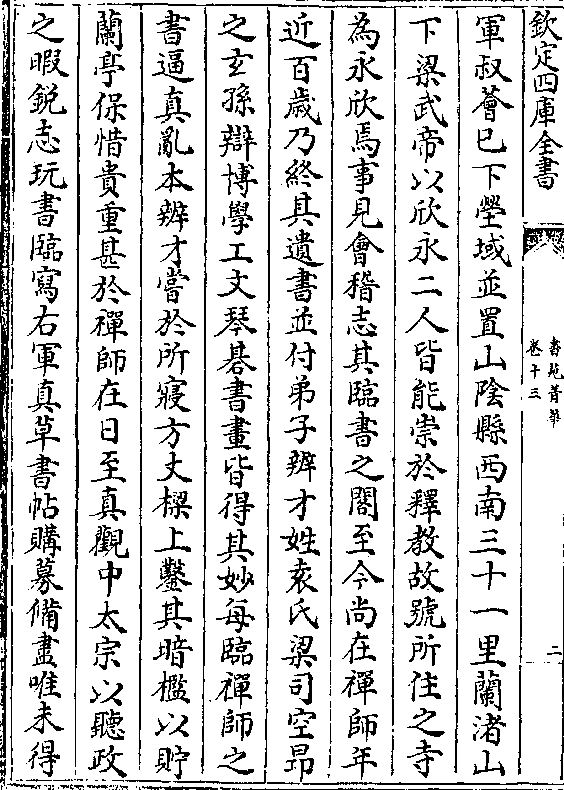 欽定四庫全書
書苑菁華
卷十三
二
軍叔薈已下塋域並置山陰縣西南三十一里蘭渚山
下梁武帝以欣永二人皆能崇於釋教故號所住之寺
為永欣焉事見會稽志其臨書之閣至今尚在禪師年
近百歲乃終其遺書並付弟子辨才姓袁氏梁司空昂
之玄孫辯博學工文琴碁書畫皆得其妙每臨禪師之
書逼真亂本辨才嘗於所寢方丈樑上鑿其暗檻以貯
蘭亭保惜貴重甚於禪師在日至真觀中太宗以聽政
之暇銳志玩書臨寫右軍真草書帖購募備盡唯未得